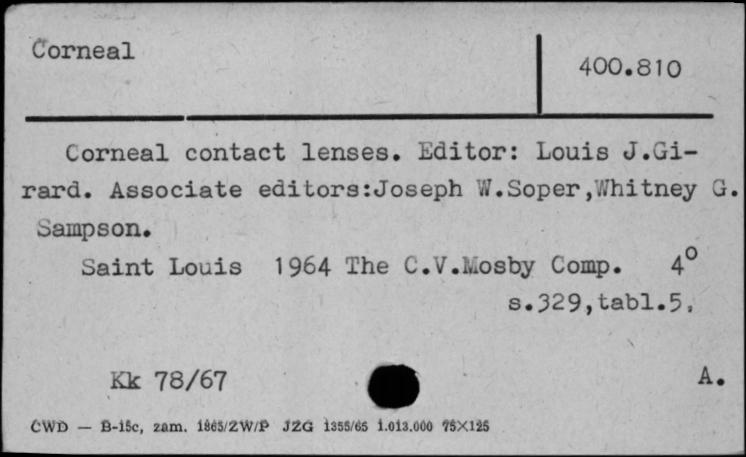 Corneal
400.810
Corneal contact lenses. Editor: Louis J.Gi-
rard. Associate editors:Joseph W.Soper,Whitney G.
Sampson.
Saint Louis 1964 The C.V.Mosby Comp. 4°
s.329,tabl.5.
Kk 78/67
A.
CWD — B-15c, zam. 1865/ZW/P JZG 1355/65 1.013.000 75X125